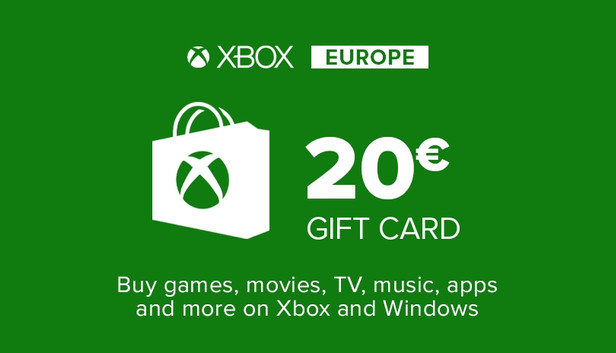 XBOX EUROPE
20€
GIFT CARD
Buy games, movies, TV, music, apps
and more on Xbox and Windows